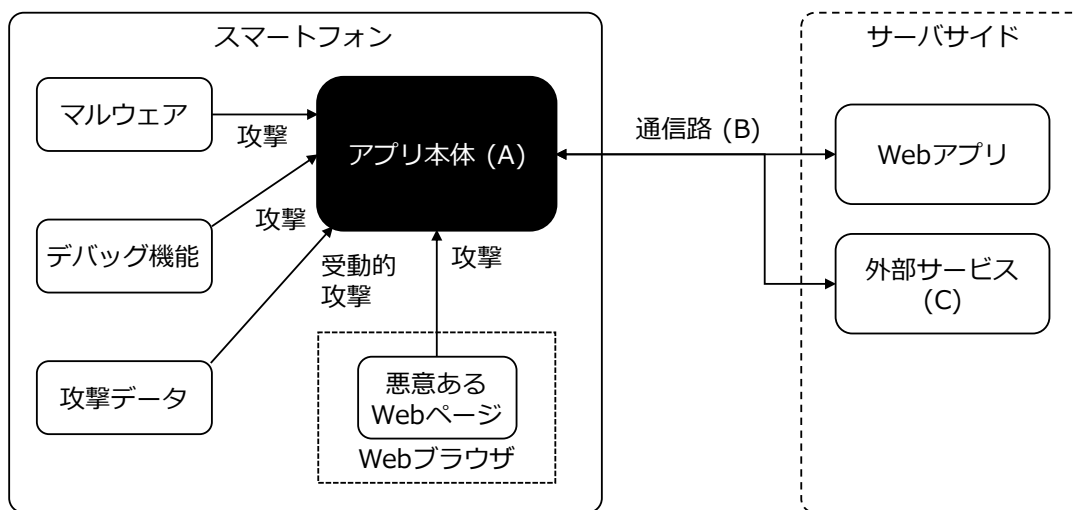 スマートフォン
サーバサイド
マルウェア
攻撃
アプリ本体 (A)
通信路 (B)
Webアプリ
デバッグ機能
攻撃
受動的
攻撃
攻撃
外部サービス
(C)
攻撃データ
悪意ある
Webページ
Webブラウザ